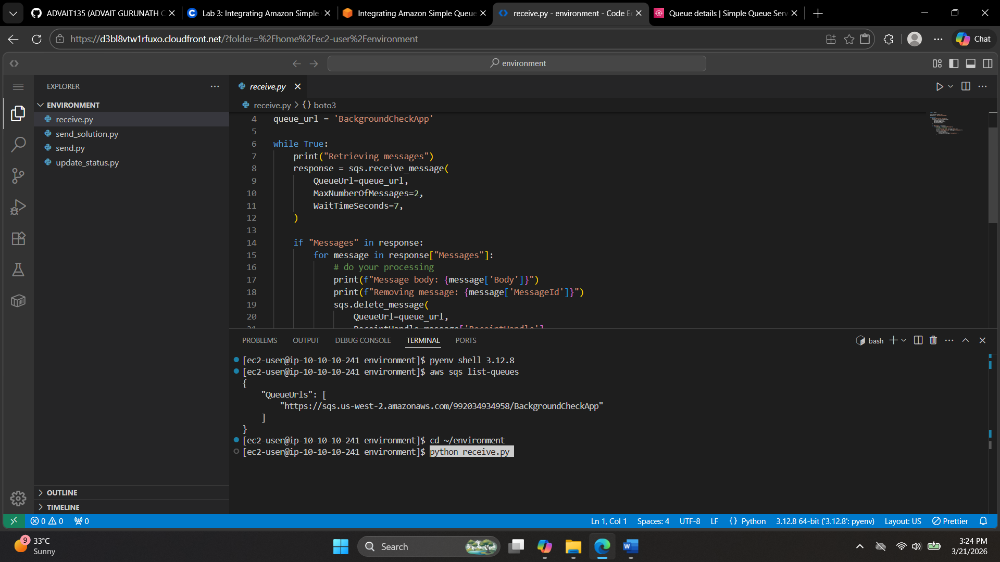 ADVAIT135 (ADVAIT GURUNATH C
Lab 3: Integrating Amazon Simple
Integrating Amazon Simple Queue
receive.py - environment - Code E
Queue details | Simple Queue Serv
https://d3bl8vtw1rfuxo.cloudfront.net/?folder=%2Fhome%2Fec2-user%2Fenvironment
Chat
environment
EXPLORER
receive.py
ENVIRONMENT
receive.py > {} boto3
receive.py
send_solution.py
send.py
update_status.py
4 queue_url = 'BackgroundCheckApp'
5
6 while True:
7 print("Retrieving messages")
8 response = sqs.receive_message(
9 QueueUrl=queue_url,
10 MaxNumberOfMessages=2,
11 WaitTimeSeconds=7,
12 )
13
14 if "Messages" in response:
15 for message in response["Messages"]:
16 # do your processing
17 print(f"Message body: {message['Body']}")
18 print(f"Removing message: {message['MessageId']}")
19 sqs.delete_message(
20 QueueUrl=queue_url,
21 ReceiptHandle=message['ReceiptHandle']
PROBLEMS OUTPUT DEBUG CONSOLE TERMINAL PORTS
bash
[ec2-user@ip-10-10-10-241 environment]$ pyenv shell 3.12.8
[ec2-user@ip-10-10-10-241 environment]$ aws sqs list-queues
{
"QueueUrls": [
"https://sqs.us-west-2.amazonaws.com/992034934958/BackgroundCheckApp"
]
}
[ec2-user@ip-10-10-10-241 environment]$ cd ~/environment
[ec2-user@ip-10-10-10-241 environment]$ python receive.py
OUTLINE
TIMELINE
0 0 0
Ln 1, Col 1 Spaces: 4 UTF-8 LF {} Python 3.12.8 64-bit ('3.12.8': pyenv) Layout: US Prettier
9
33°C
Sunny
Search
3:24 PM
3/21/2026